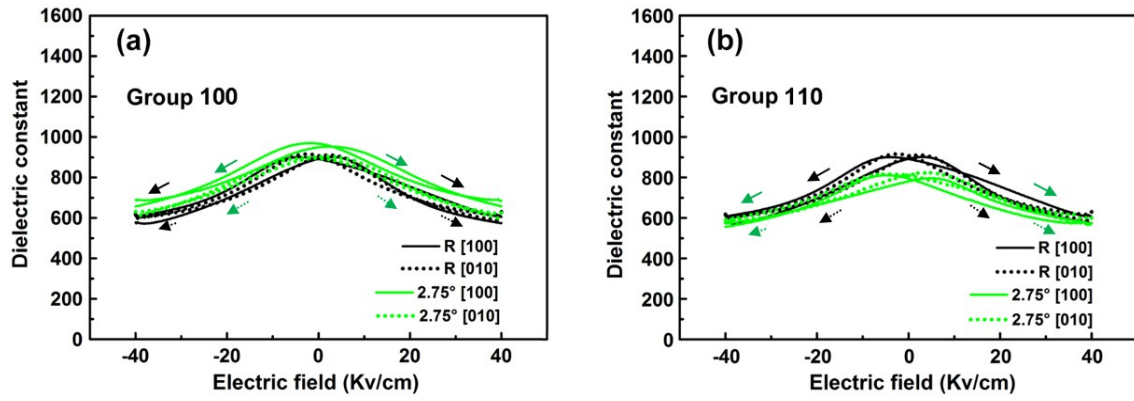 (a)
Group 100
1600
1400
1200
1000
800
600
400
200
0
Dielectric constant
R [100]
R [010]
2.75° [100]
2.75° [010]
-40 -20 0 20 40
Electric field (Kv/cm)
(b)
Group 110
1600
1400
1200
1000
800
600
400
200
0
Dielectric constant
R [100]
R [010]
2.75° [100]
2.75° [010]
-40 -20 0 20 40
Electric field (Kv/cm)